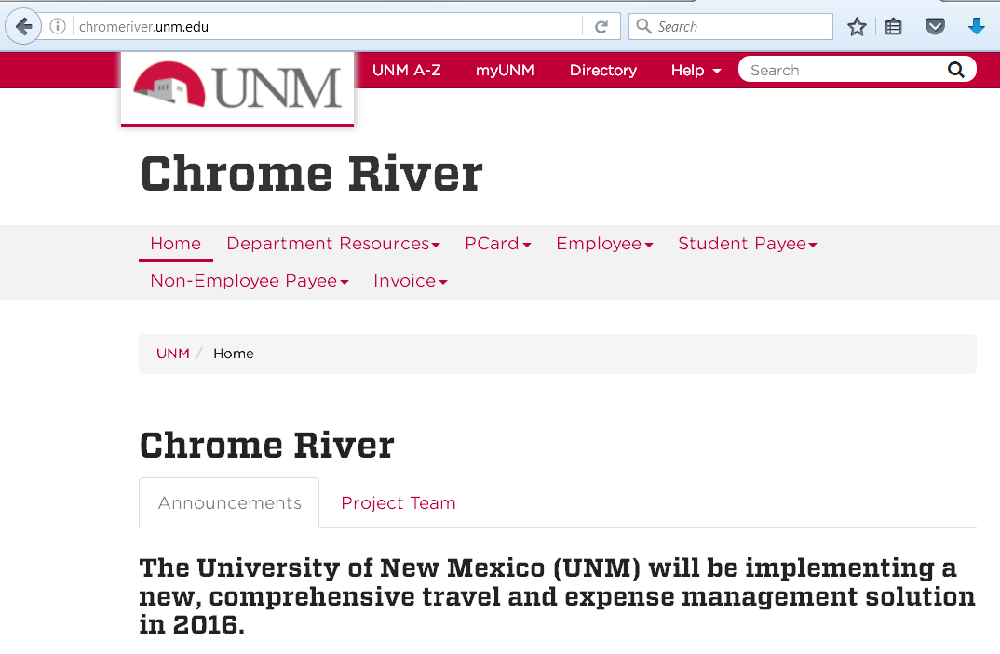 chromeriver.unm.edu
Search
UNM
UNM A-Z myUNM Directory Help Search
Chrome River
Home Department Resources PCard Employee Student Payee
Non-Employee Payee Invoice
UNM / Home
Chrome River
Announcements Project Team
The University of New Mexico (UNM) will be implementing a
new, comprehensive travel and expense management solution
in 2016.